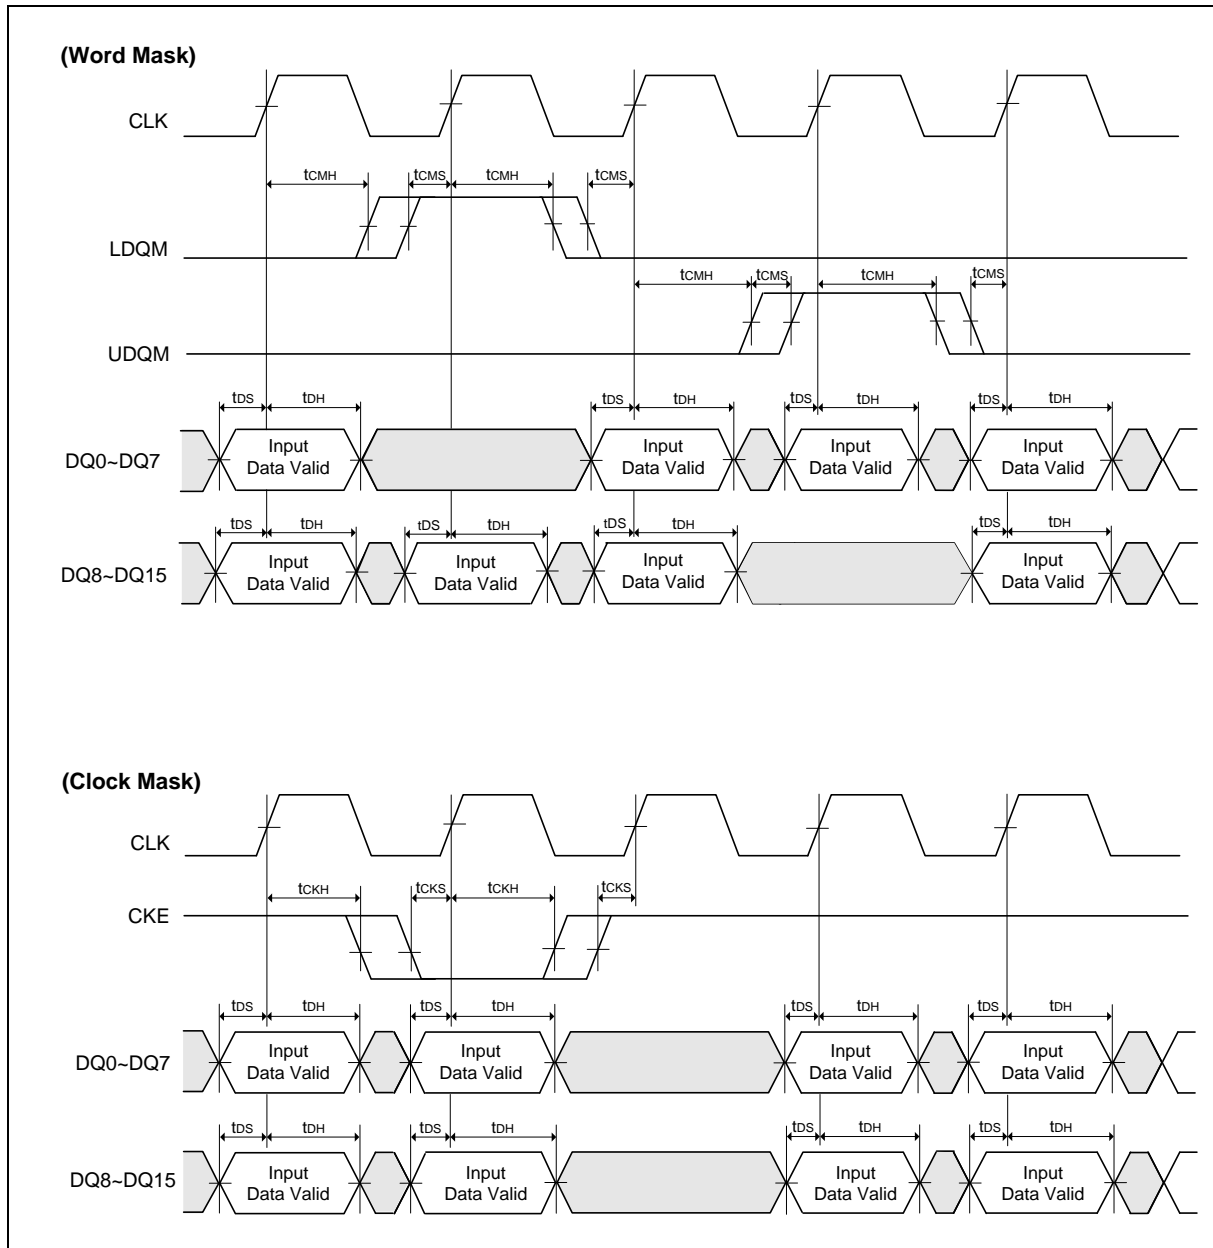 (Word Mask)
CLK
tCMH tCMS tCMH tCMS
LDQM
tCMH tCMS tCMH tCMS
UDQM
tDS tDH tDS tDH tDS tDH tDS tDH
DQ0~DQ7
Input Data Valid
Input Data Valid
Input Data Valid
Input Data Valid
tDS tDH tDS tDH tDS tDH tDS tDH
DQ8~DQ15
Input Data Valid
Input Data Valid
Input Data Valid
Input Data Valid
(Clock Mask)
CLK
tCKH tCKS tCKH tCKS
CKE
tDS tDH tDS tDH tDS tDH tDS tDH
DQ0~DQ7
Input Data Valid
Input Data Valid
Input Data Valid
Input Data Valid
tDS tDH tDS tDH tDS tDH tDS tDH
DQ8~DQ15
Input Data Valid
Input Data Valid
Input Data Valid
Input Data Valid